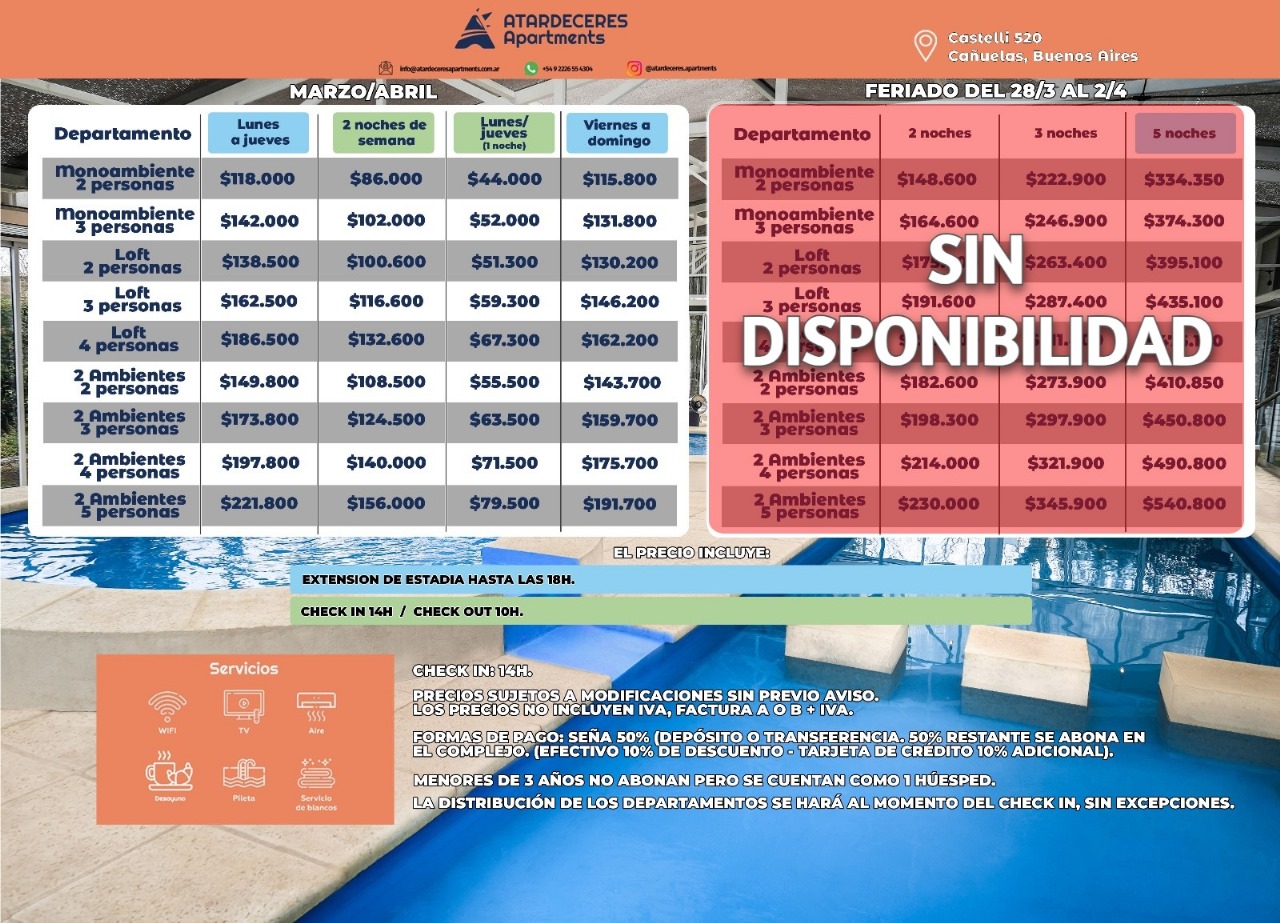 ATARDECERES
Apartments
info@atardeceresapartments.com.ar
+54 9 2226 55 4304
@atardeceres.apartments
Castelli 520
Cañuelas, Buenos Aires
MARZO/ABRIL
Departamento
Lunes
a jueves
2 noches de
semana
Lunes/
jueves
(1 noche)
Viernes a
domingo
Monoambiente
2 personas
$118.000 $86.000 $44.000 $115.800
Monoambiente
3 personas
$142.000 $102.000 $52.000 $131.800
Loft
2 personas
$138.500 $100.600 $51.300 $130.200
Loft
3 personas
$162.500 $116.600 $59.300 $146.200
Loft
4 personas
$186.500 $132.600 $67.300 $162.200
2 Ambientes
2 personas
$149.800 $108.500 $55.500 $143.700
2 Ambientes
3 personas
$173.800 $124.500 $63.500 $159.700
2 Ambientes
4 personas
$197.800 $140.000 $71.500 $175.700
2 Ambientes
5 personas
$221.800 $156.000 $79.500 $191.700
FERIADO DEL 28/3 AL 2/4
Departamento 2 noches 3 noches 5 noches
Monoambiente
2 personas
$148.600 $222.900 $334.350
Monoambiente
3 personas
$164.600 $246.900 $374.300
Loft
2 personas
$263.400 $395.100
SIN
Loft
3 personas
$191.600 $287.400 $435.100
DISPONIBILIDAD
2 Ambientes
2 personas
$182.600 $273.900 $410.850
2 Ambientes
3 personas
$198.300 $297.900 $450.800
2 Ambientes
4 personas
$214.000 $321.900 $490.800
2 Ambientes
5 personas
$230.000 $345.900 $540.800
EL PRECIO INCLUYE:
EXTENSION DE ESTADIA HASTA LAS 18H.
CHECK IN 14H / CHECK OUT 10H.
Servicios
WIFI
TV
Aire
Desayuno
Pileta
Servicio
de blancos
CHECK IN: 14H.
PRECIOS SUJETOS A MODIFICACIONES SIN PREVIO AVISO.
LOS PRECIOS NO INCLUYEN IVA, FACTURA A O B + IVA.
FORMAS DE PAGO: SEÑA 50% (DEPÓSITO O TRANSFERENCIA. 50% RESTANTE SE ABONA EN
EL COMPLEJO. (EFECTIVO 10% DE DESCUENTO - TARJETA DE CRÉDITO 10% ADICIONAL).
MENORES DE 3 AÑOS NO ABONAN PERO SE CUENTAN COMO 1 HÚESPED.
LA DISTRIBUCIÓN DE LOS DEPARTAMENTOS SE HARÁ AL MOMENTO DEL CHECK IN, SIN EXCEPCIONES.